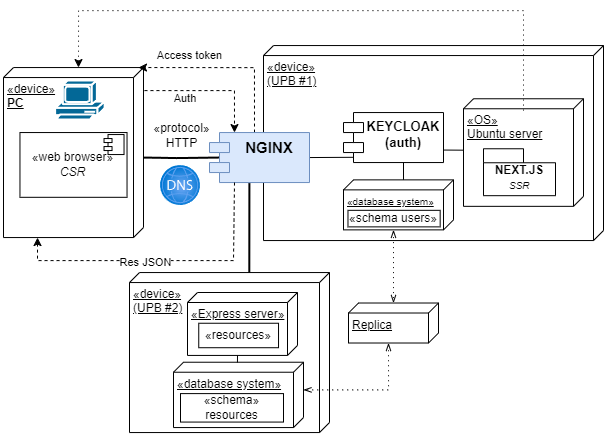 Access token
«device»
PC
Auth
«web browser»
CSR
«protocol»
HTTP
DNS
NGINX
Res JSON
«device»
(UPB #1)
KEYCLOAK
(auth)
«OS»
Ubuntu server
NEXT.JS
SSR
«database system»
«schema users»
«device»
(UPB #2)
«Express server»
«resources»
«database system»
«schema»
resources
Replica